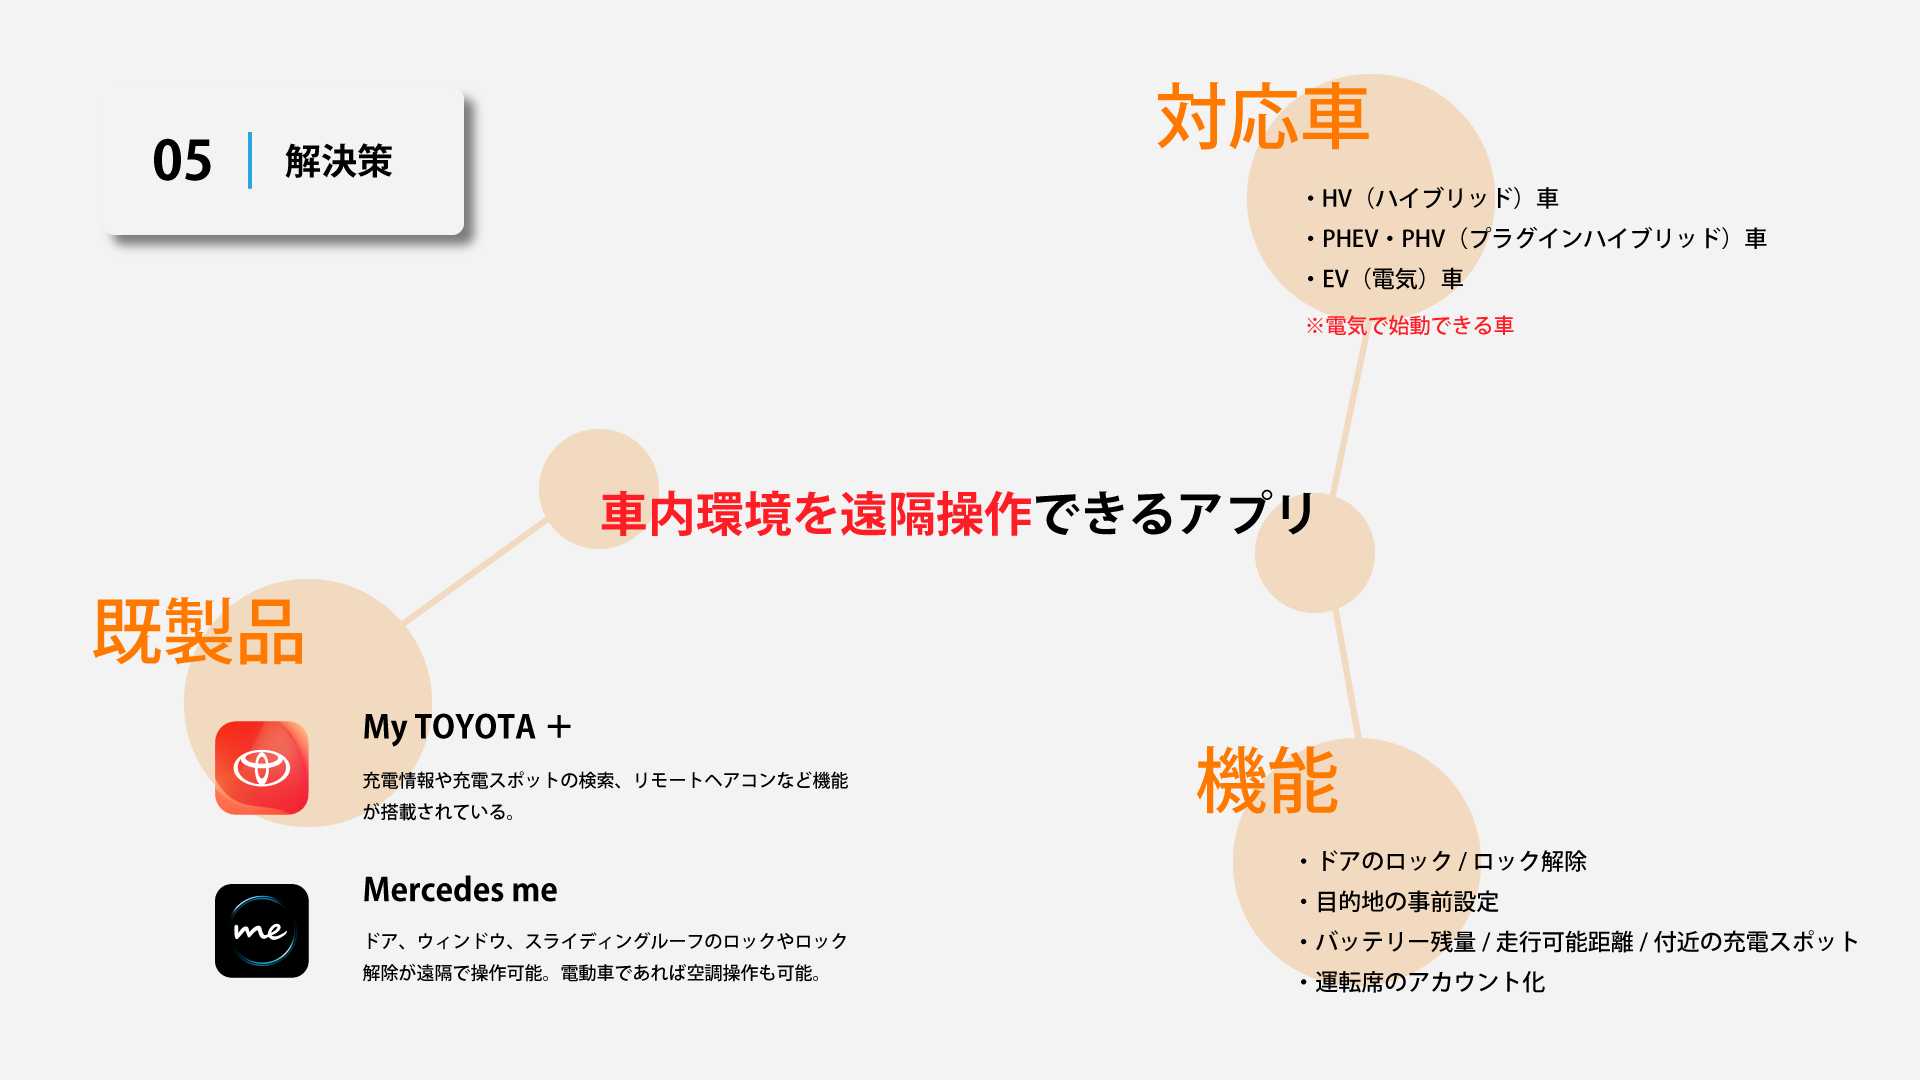 05 解決策
対応車
・HV（ハイブリッド）車
・PHEV・PHV（プラグインハイブリッド）車
・EV（電気）車
※電気で始動できる車
車内環境を遠隔操作できるアプリ
既製品
My TOYOTA ＋
充電情報や充電スポットの検索、リモートヘアコンなど機能
が搭載されている。
me
Mercedes me
ドア、ウィンドウ、スライディングルーフのロックやロック
解除が遠隔で操作可能。電動車であれば空調操作も可能。
機能
・ドアのロック / ロック解除
・目的地の事前設定
・バッテリー残量 / 走行可能距離 / 付近の充電スポット
・運転席のアカウント化